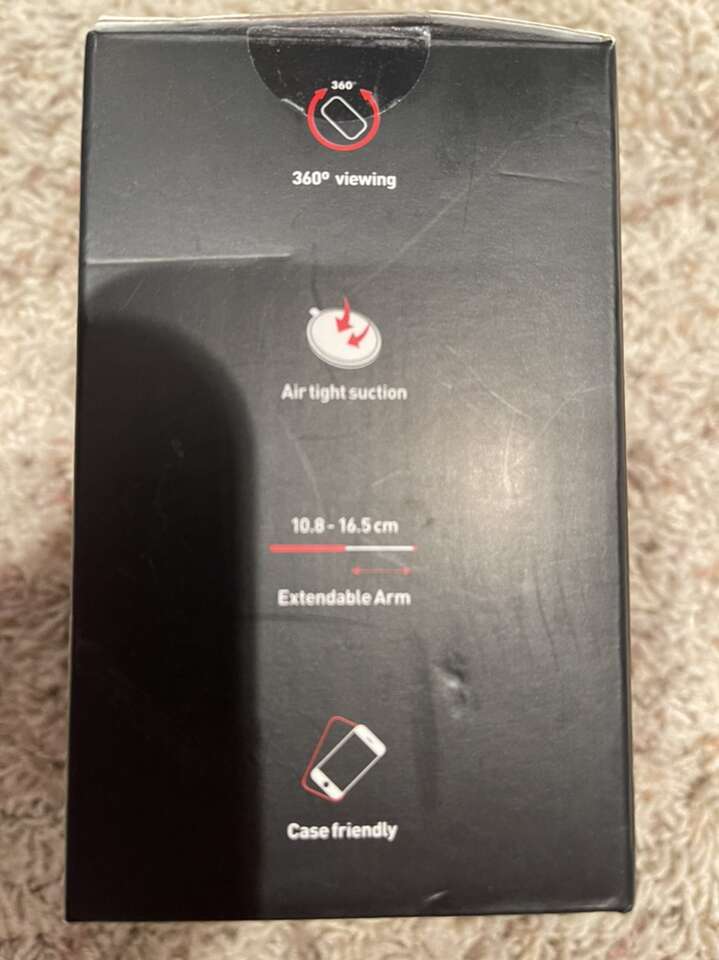 360°
360° viewing
Air tight suction
10.8 - 16.5 cm
Extendable Arm
Case friendly